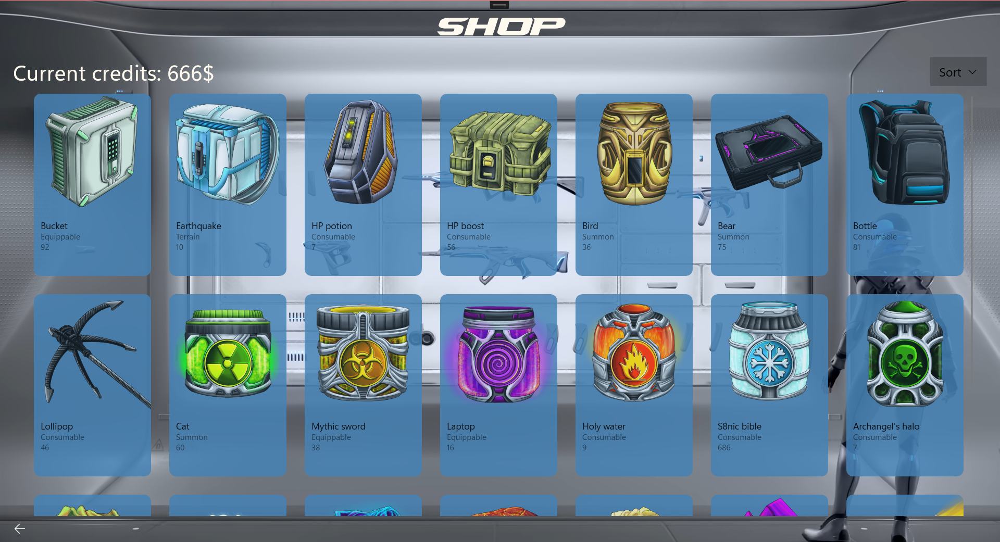 SHOP
Current credits: 666$
Sort
Bucket
Equippable
92
Earthquake
Terrain
10
HP potion
Consumable
7
HP boost
Consumable
56
Bird
Summon
36
Bear
Summon
75
Bottle
Consumable
81
Lollipop
Consumable
46
Cat
Summon
60
Mythic sword
Equippable
38
Laptop
Equippable
16
Holy water
Consumable
9
S8nic bible
Consumable
686
Archangel's halo
Consumable
7